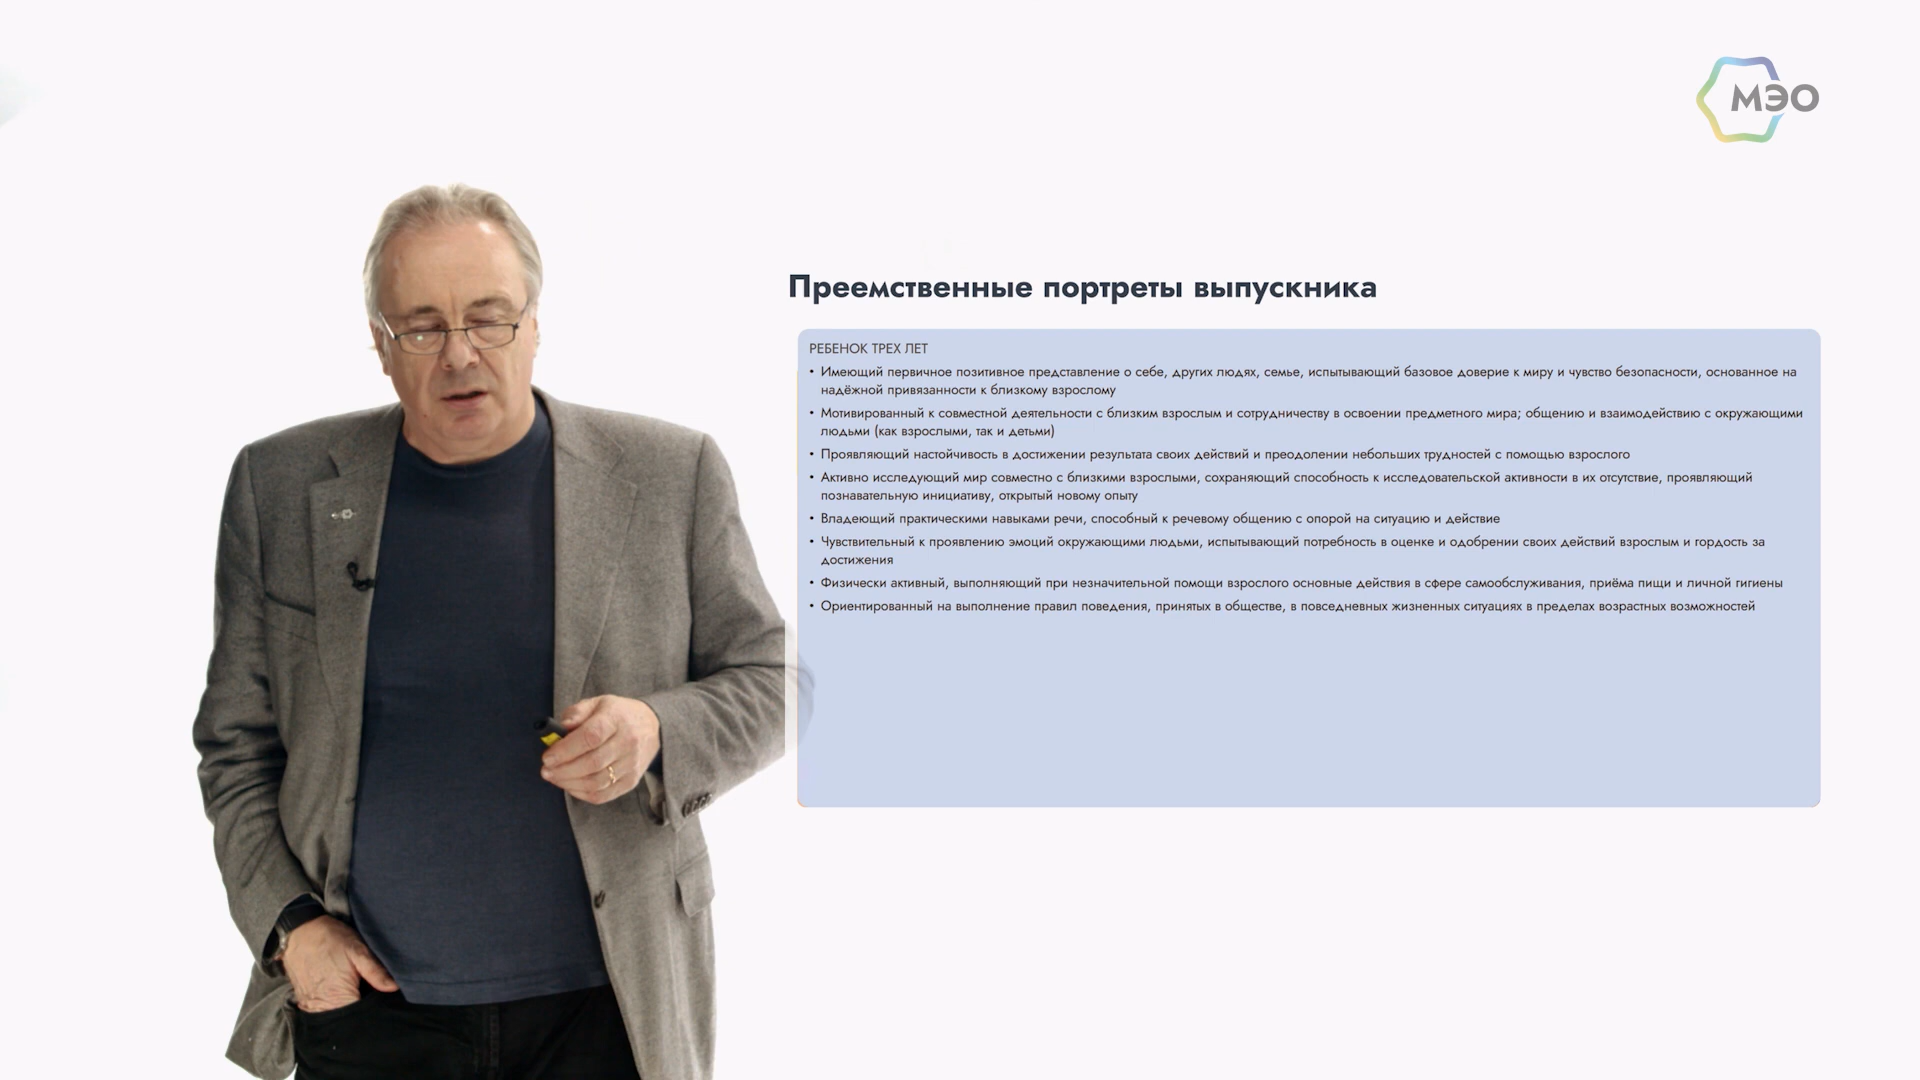 МЭО
Преемственные портреты выпускника
РЕБЕНОК ТРЕХ ЛЕТ
• Имеющий первичное позитивное представление о себе, других людях, семье, испытывающий базовое доверие к миру и чувство безопасности, основанное на
надёжной привязанности к близкому взрослому
• Мотивированный к совместной деятельности с близким взрослым и сотрудничеству в освоении предметного мира; общению и взаимодействию с окружающими
людьми (как взрослыми, так и детьми)
• Проявляющий настойчивость в достижении результата своих действий и преодолении небольших трудностей с помощью взрослого
• Активно исследующий мир совместно с близкими взрослыми, сохраняющий способность к исследовательской активности в их отсутствие, проявляющий
познавательную инициативу, открытый новому опыту
• Владеющий практическими навыками речи, способный к речевому общению с опорой на ситуацию и действие
• Чувствительный к проявлению эмоций окружающими людьми, испытывающий потребность в оценке и одобрении своих действий взрослым и гордость за
достижения
• Физически активный, выполняющий при незначительной помощи взрослого основные действия в сфере самообслуживания, приёма пищи и личной гигиены
• Ориентированный на выполнение правил поведения, принятых в обществе, в повседневных жизненных ситуациях в пределах возрастных возможностей